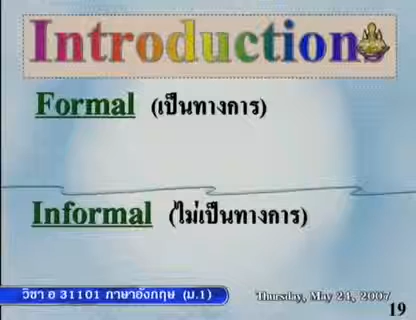 Introduction
Formal (เป็นทางการ)
Informal (ไม่เป็นทางการ)
วิชา อ 31101 ภาษาอังกฤษ (ม.1)
Thursday, May 24, 2007
19